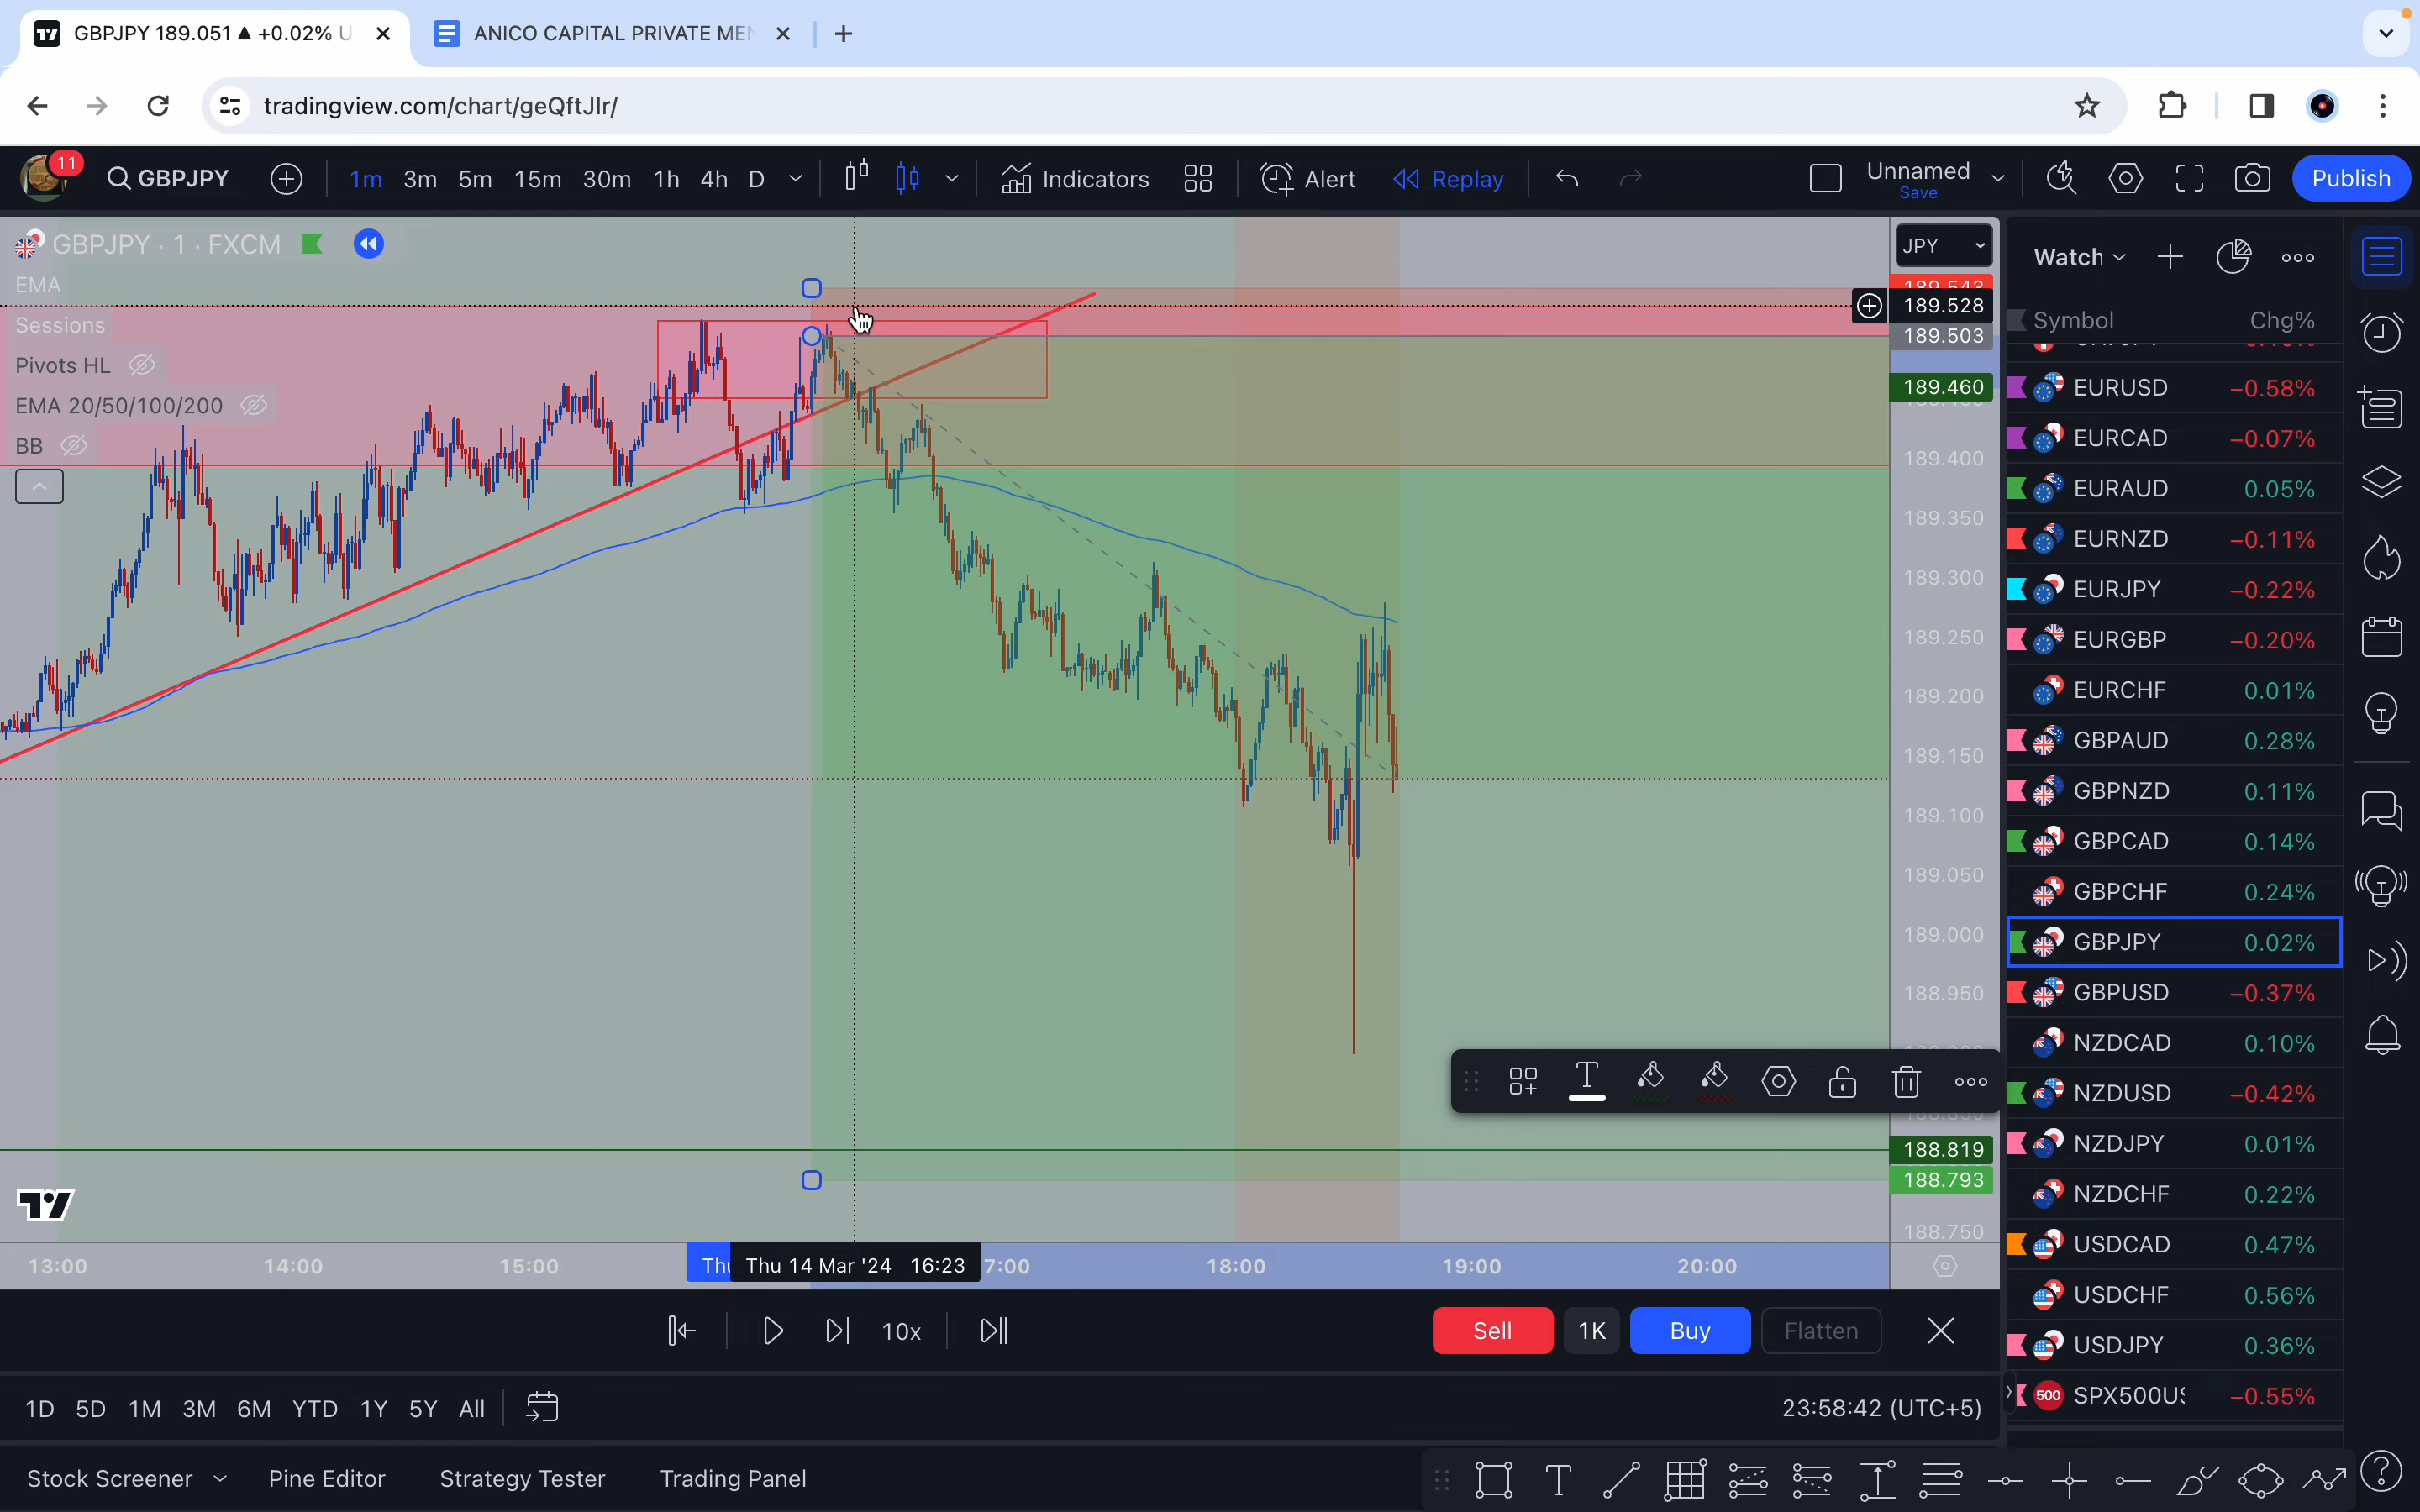 GBPJPY 189.051 ▲ +0.02% U
ANICO CAPITAL PRIVATE MEN
tradingview.com/chart/geQftJIr/
11
GBPJPY
1m 3m 5m 15m 30m 1h 4h D
Indicators
Alert
Replay
Unnamed
Save
Publish
GBPJPY · 1 · FXCM
EMA
Sessions
Pivots HL
EMA 20/50/100/200
BB
JPY
189.543
189.528
189.503
189.460
189.400
189.350
189.300
189.250
189.200
189.150
189.100
189.050
189.000
188.950
188.819
188.793
188.750
13:00 14:00 15:00 Thu 14 Mar '24 16:23 7:00 18:00 19:00 20:00
Watch
Symbol Chg%
EURUSD −0.58%
EURCAD −0.07%
EURAUD 0.05%
EURNZD −0.11%
EURJPY −0.22%
EURGBP −0.20%
EURCHF 0.01%
GBPAUD 0.28%
GBPNZD 0.11%
GBPCAD 0.14%
GBPCHF 0.24%
GBPJPY 0.02%
GBPUSD −0.37%
NZDCAD 0.10%
NZDUSD −0.42%
NZDJPY 0.01%
NZDCHF 0.22%
USDCAD 0.47%
USDCHF 0.56%
USDJPY 0.36%
500 SPX500US −0.55%
10x
Sell 1K Buy Flatten
1D 5D 1M 3M 6M YTD 1Y 5Y All
23:58:42 (UTC+5)
Stock Screener Pine Editor Strategy Tester Trading Panel